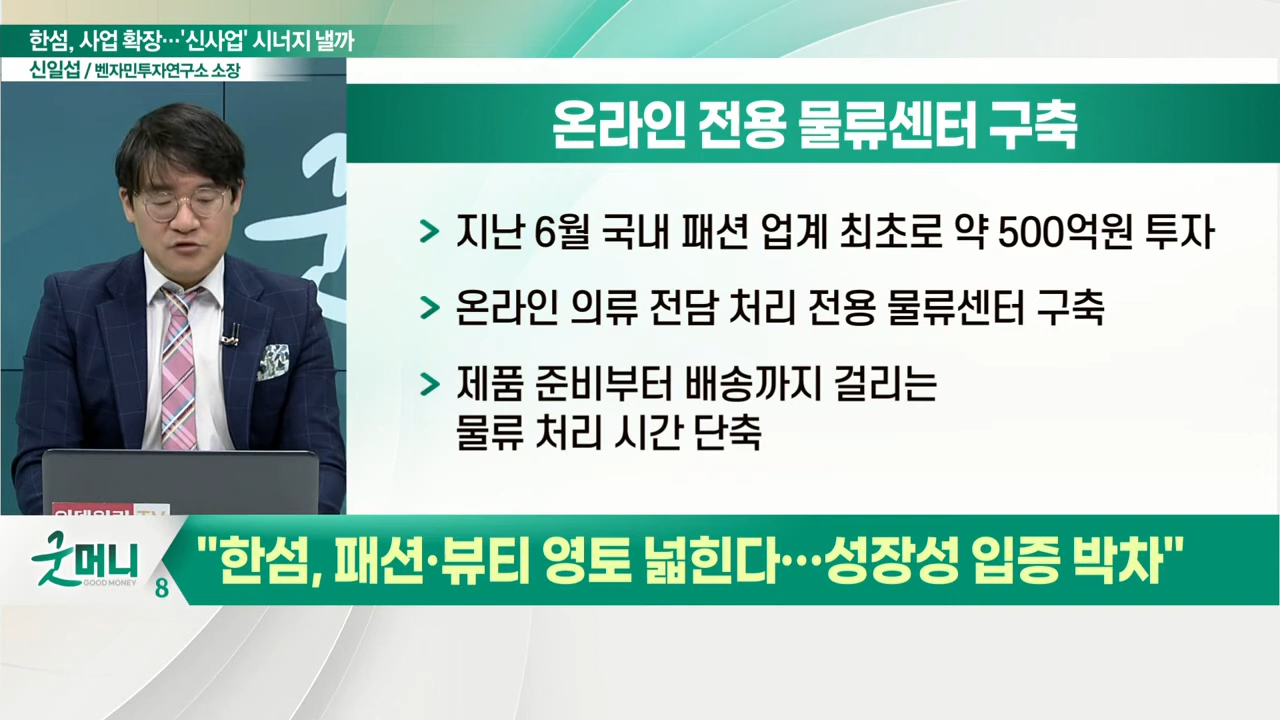 한섬, 사업 확장…'신사업' 시너지 낼까
신일섭 / 벤자민투자연구소 소장
온라인 전용 물류센터 구축
> 지난 6월 국내 패션 업계 최초로 약 500억원 투자
> 온라인 의류 전담 처리 전용 물류센터 구축
> 제품 준비부터 배송까지 걸리는
물류 처리 시간 단축
굿머니
GOOD MONEY
8
"한섬, 패션·뷰티 영토 넓힌다…성장성 입증 박차"